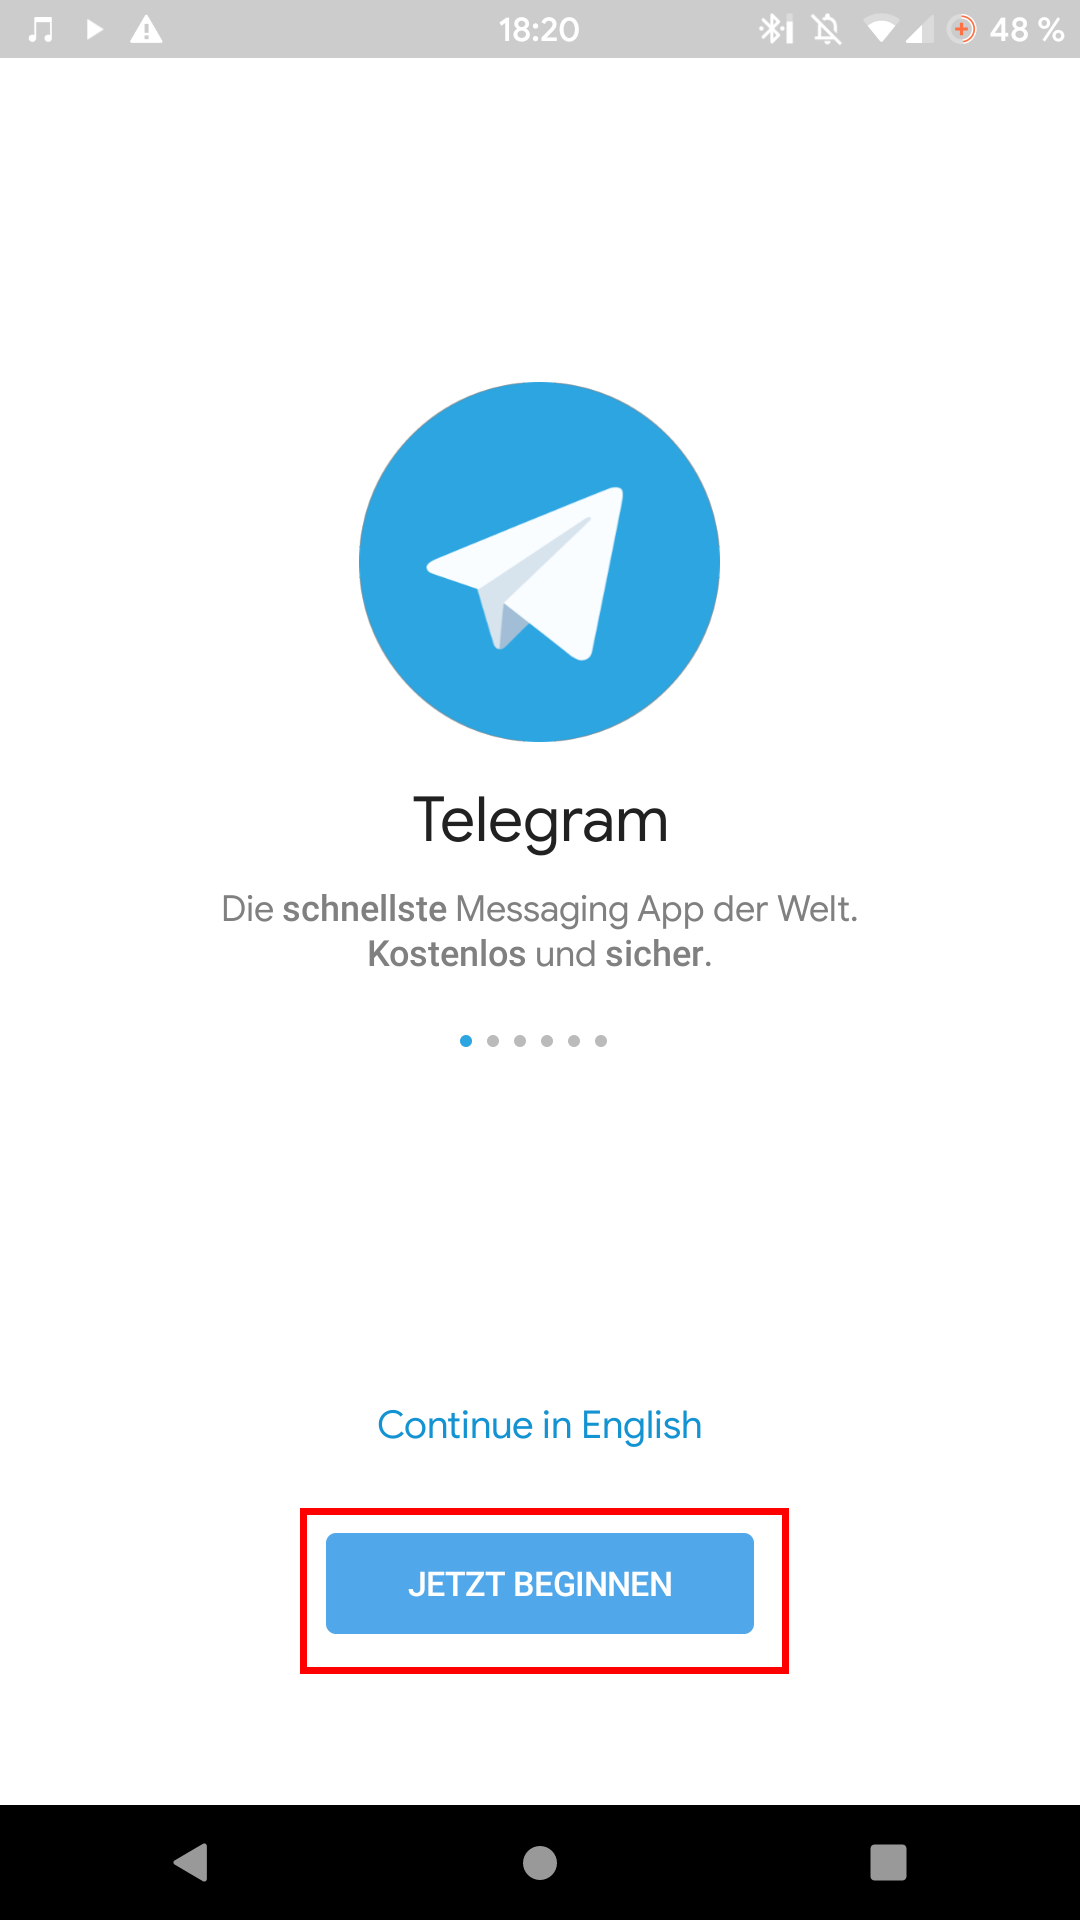 18:20
48 %
Telegram
Die schnellste Messaging App der Welt.
Kostenlos und sicher.
Continue in English
JETZT BEGINNEN